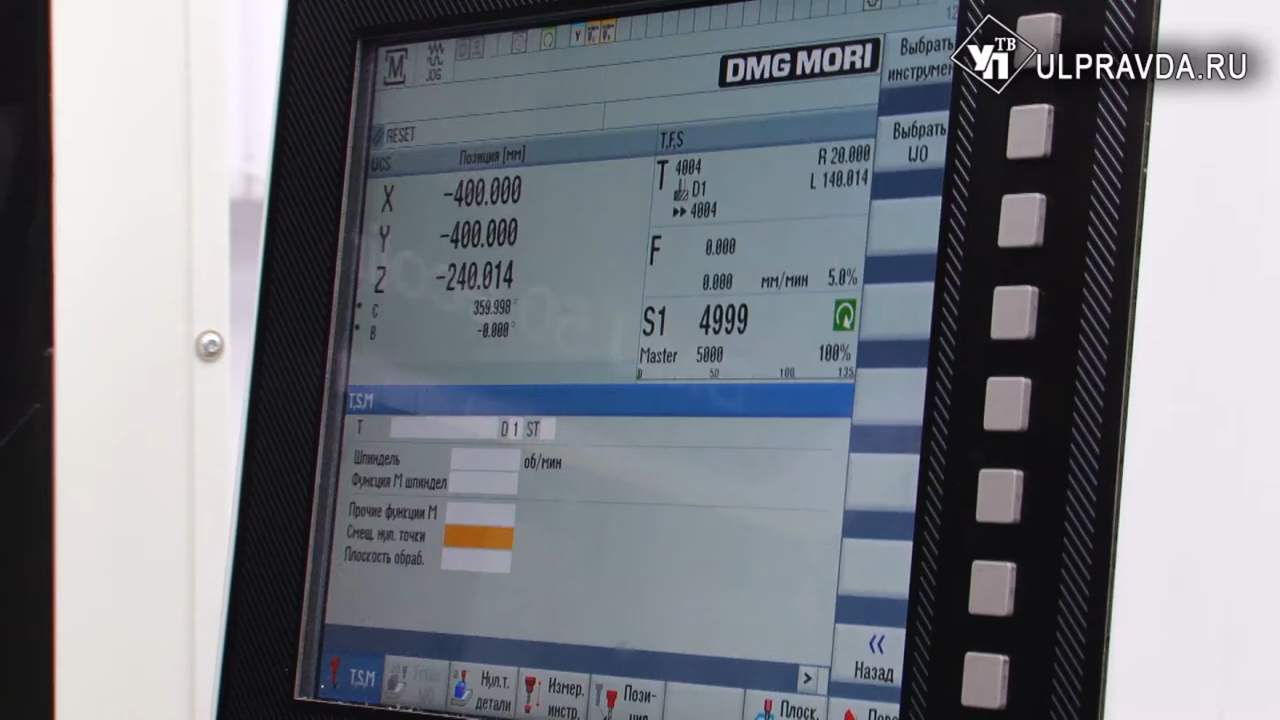 УП ТВ ULPRAVDA.RU
M
JOG
DMG MORI
Выбрать
инструмен
RESET
WCS Позиция [мм]
T,F,S
Выбрать
WO
X -400.000
Y -400.000
Z -240.014
C 359.998°
B -0.000°
T 4004 R 20.000
D1 L 140.014
4004
F 0.000
0.000 мм/мин 5.0%
S1 4999
Master 5000 100%
0 50 100 135
T,S,M
T D 1 ST
Шпиндель об/мин
Функция М шпиндел
Прочие функции М
Смещ. нул. точки
Плоскость обраб.
«
Назад
T,S,M
Нул.т.
детали
Измер.
инстр.
Пози-
ция
>
Плоск.